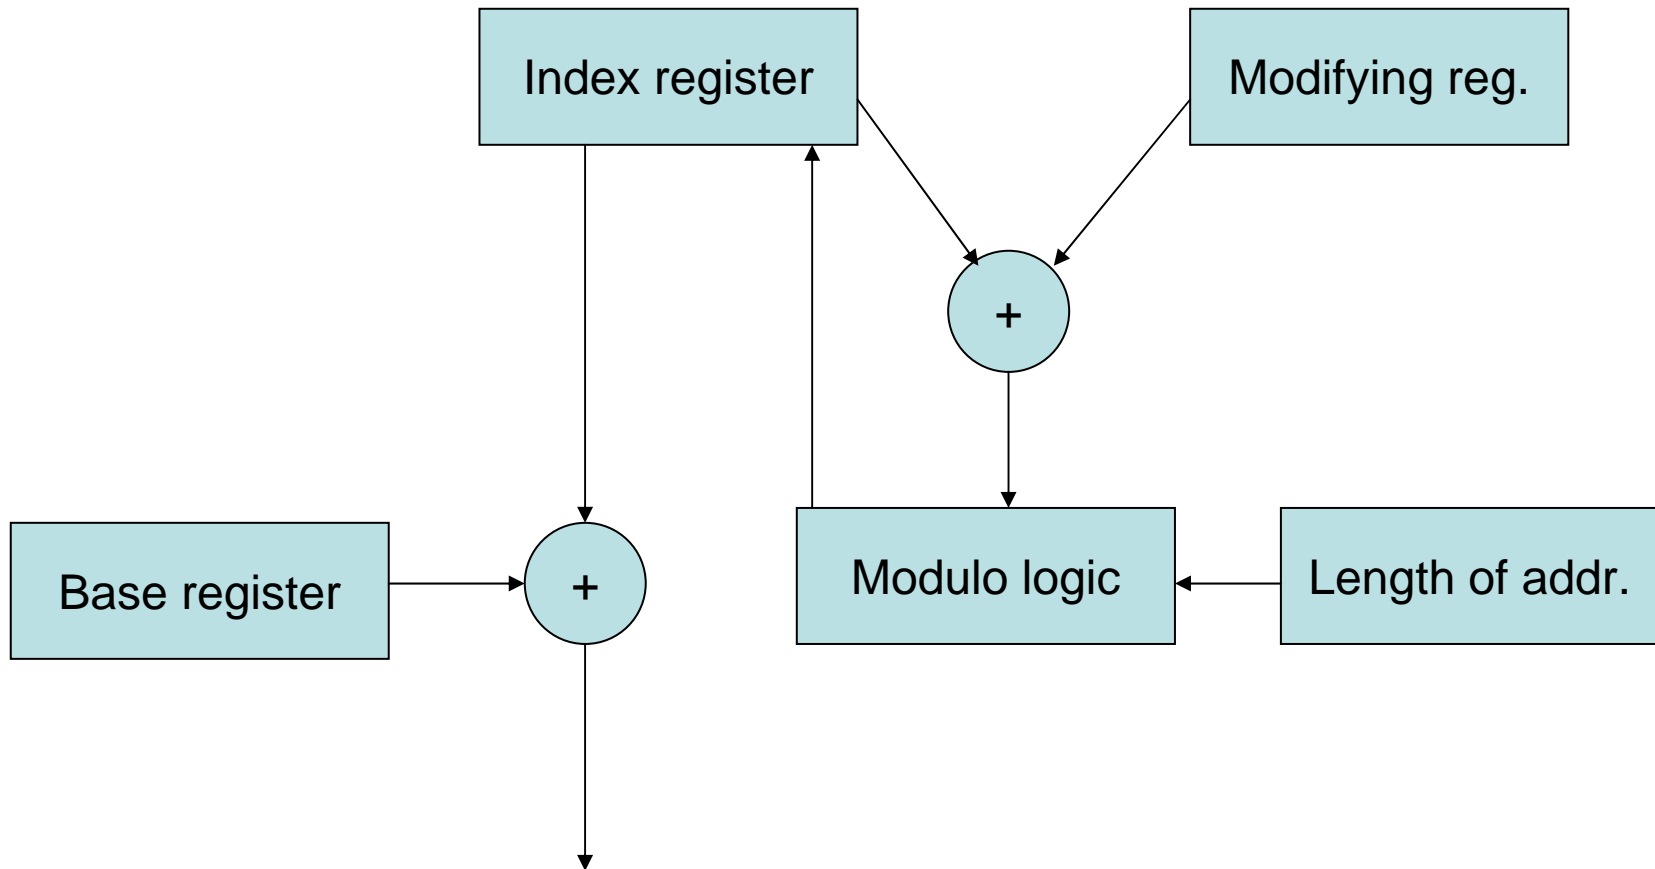 Index register
Modifying reg.
+
Base register
+
Modulo logic
Length of addr.